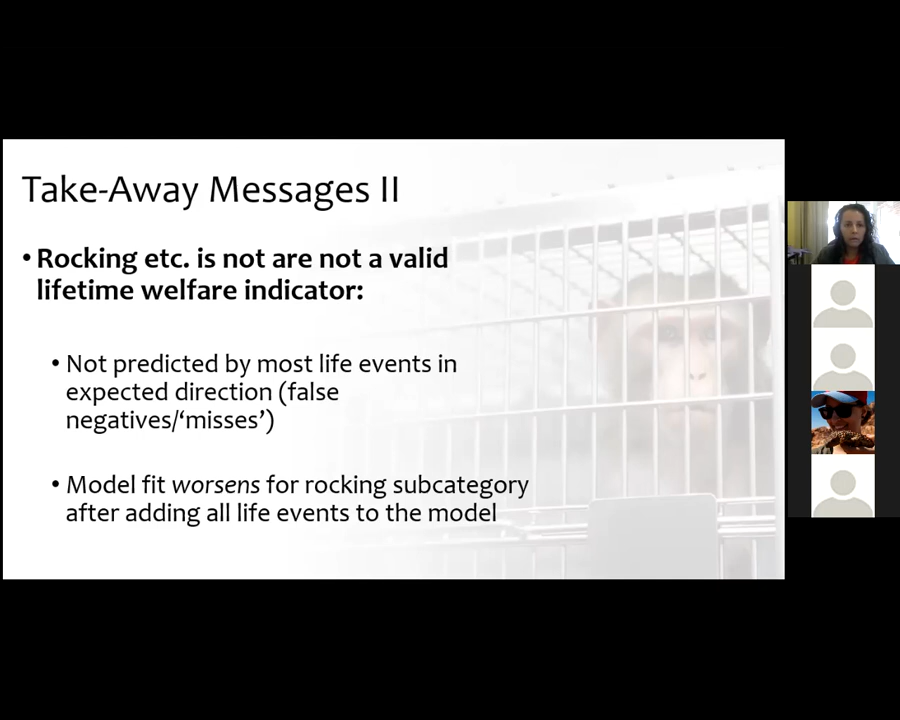 Take-Away Messages II
• Rocking etc. is not are not a valid
lifetime welfare indicator:
• Not predicted by most life events in
expected direction (false
negatives/‘misses’)
• Model fit worsens for rocking subcategory
after adding all life events to the model